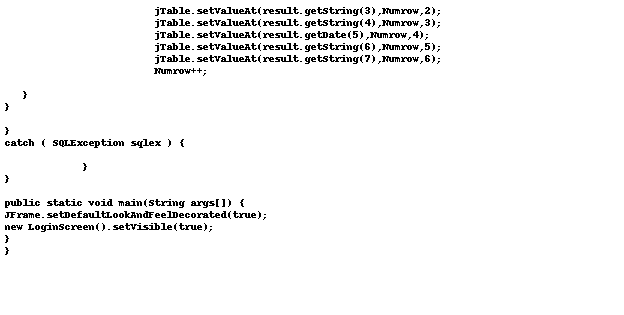 jTable.setValueAt(result.getString(3),Numrow,2);
jTable.setValueAt(result.getString(4),Numrow,3);
jTable.setValueAt(result.getDate(5),Numrow,4);
jTable.setValueAt(result.getString(6),Numrow,5);
jTable.setValueAt(result.getString(7),Numrow,6);
Numrow++;
}
}
}
catch ( SQLException sqlex ) {
}
}
public static void main(String args[]) {
JFrame.setDefaultLookAndFeelDecorated(true);
new LoginScreen().setVisible(true);
}
}